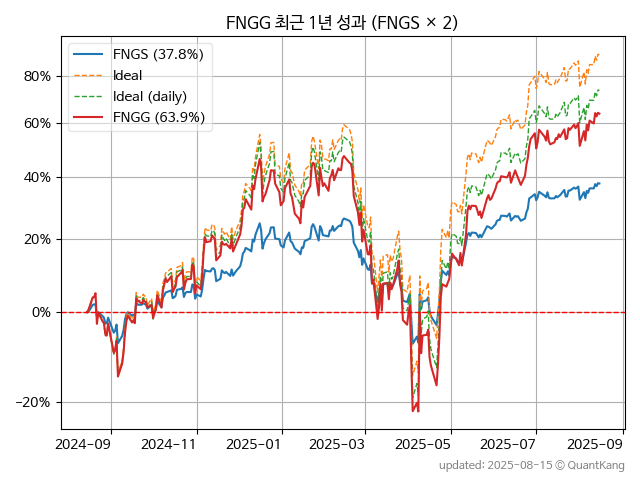 FNGG 최근 1년 성과 (FNGS × 2)
FNGS (37.8%)
Ideal
Ideal (daily)
FNGG (63.9%)
80%
60%
40%
20%
0%
−20%
2024−09
2024−11
2025−01
2025−03
2025−05
2025−07
2025−09
updated: 2025-08-15 © QuantKang